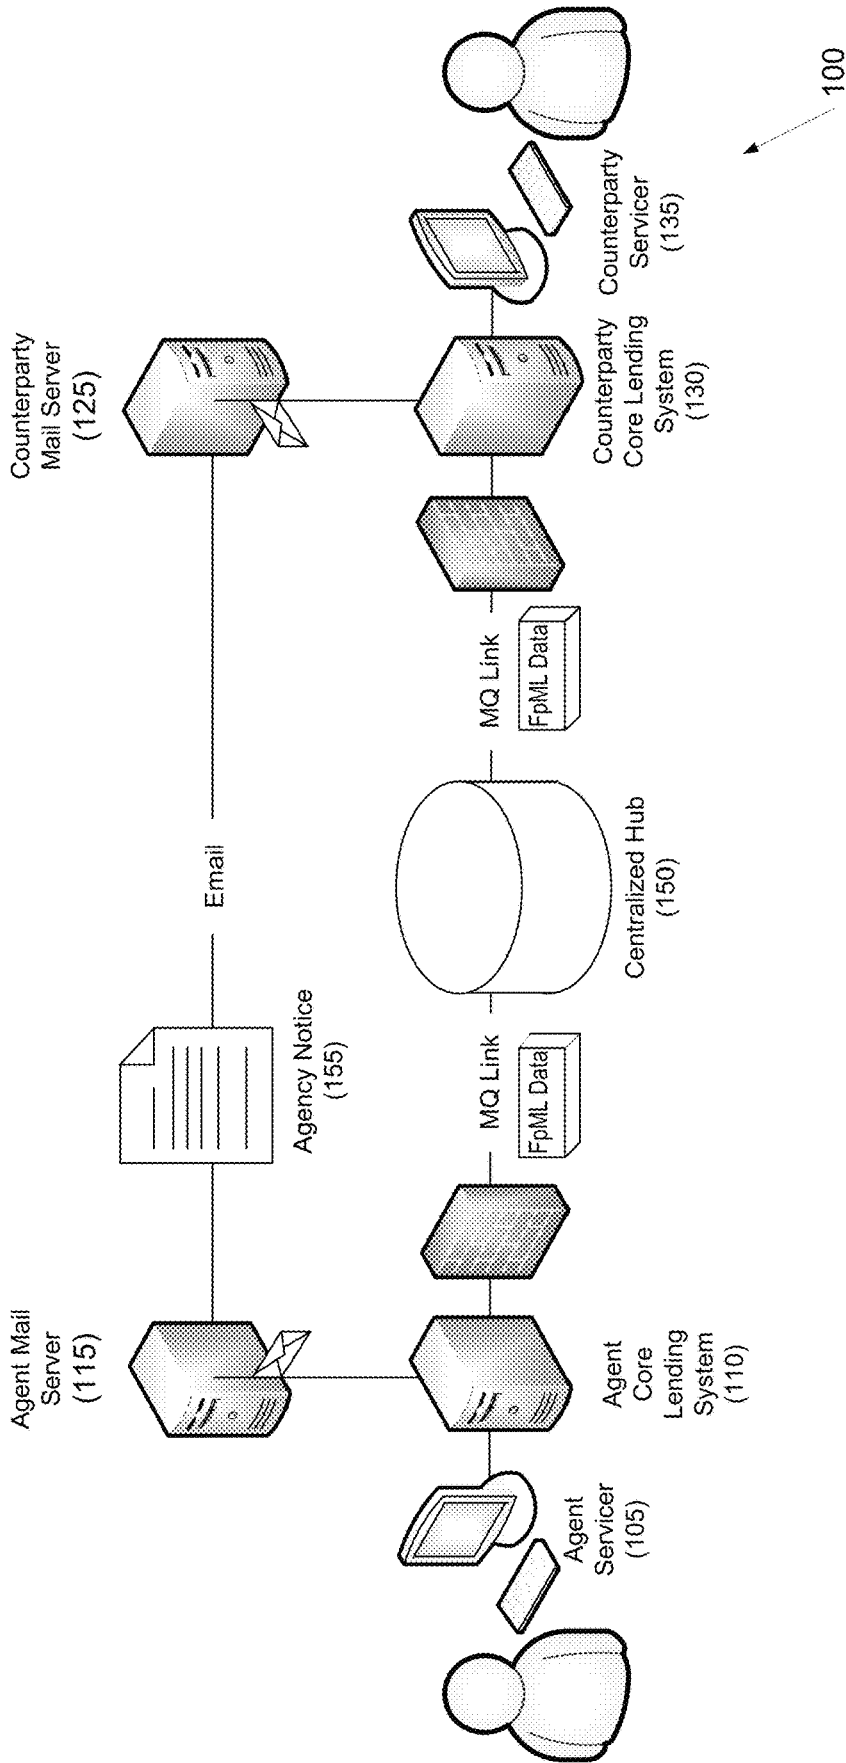 Agent Mail
Server
(115)
Counterparty
Mail Server
(125)
Email
Agency Notice
(155)
MQ Link
FpML Data
MQ Link
FpML Data
Agent
Servicer
(105)
Agent
Core
Lending
System
(110)
Centralized Hub
(150)
Counterparty
Core Lending
System
(130)
Counterparty
Servicer
(135)
100